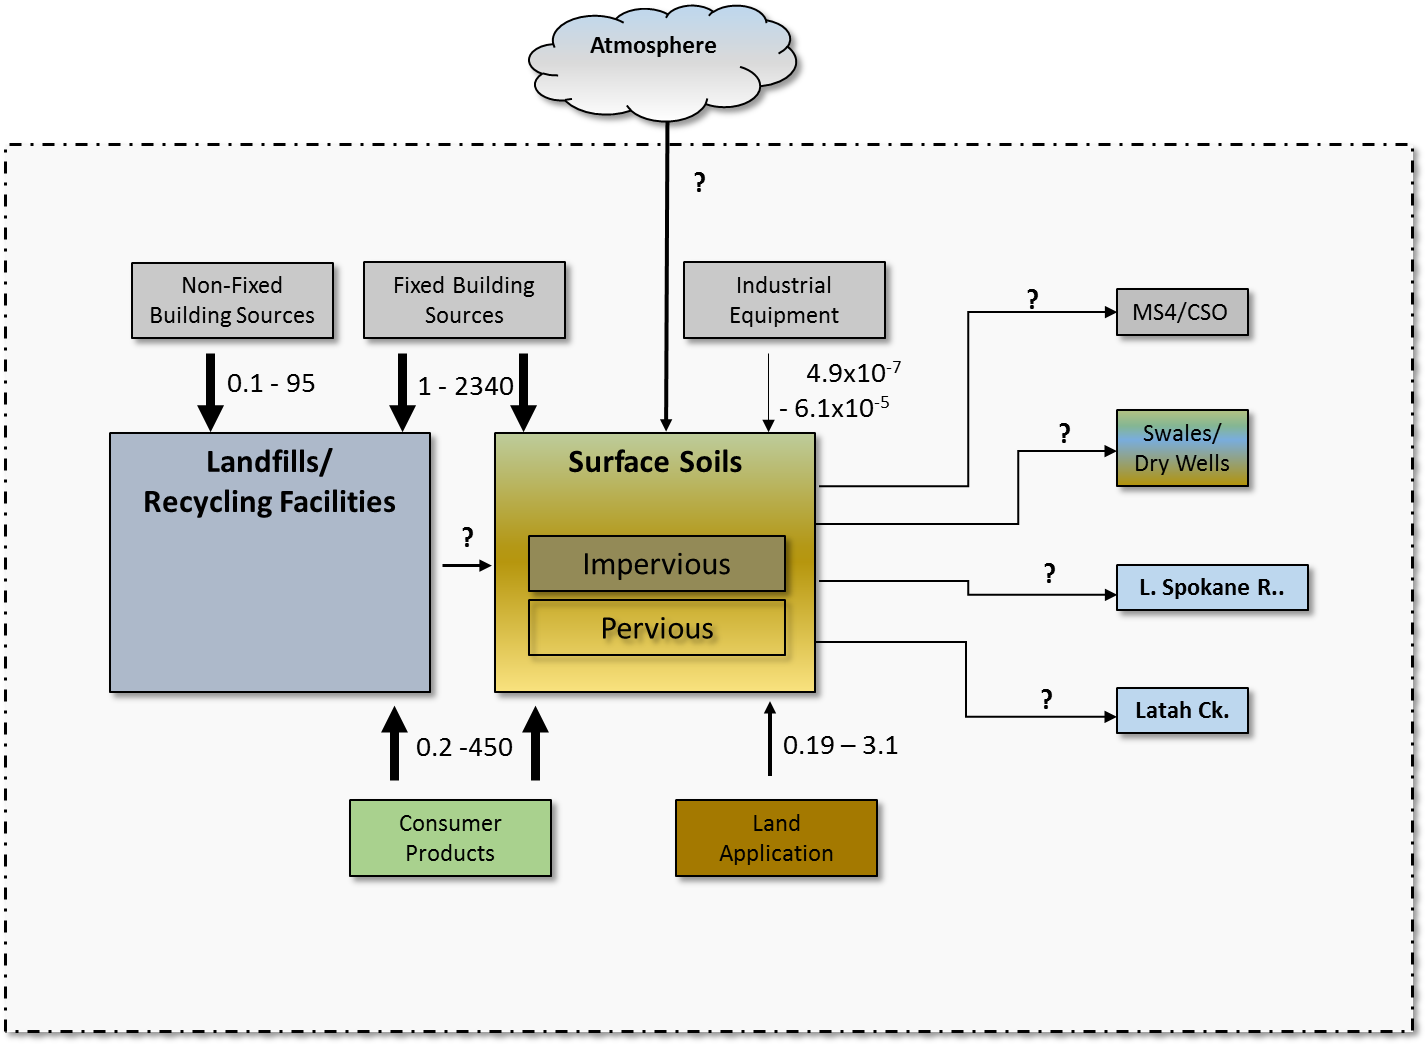 Atmosphere
?
Non-Fixed
Building Sources
Fixed Building
Sources
Industrial
Equipment
?
MS4/CSO
0.1 - 95
1 - 2340
4.9x10⁻⁷
- 6.1x10⁻⁵
Landfills/
Recycling Facilities
Surface Soils
?
Swales/
Dry Wells
?
Impervious
Pervious
?
L. Spokane R..
?
Latah Ck.
0.2 -450
0.19 – 3.1
Consumer
Products
Land
Application